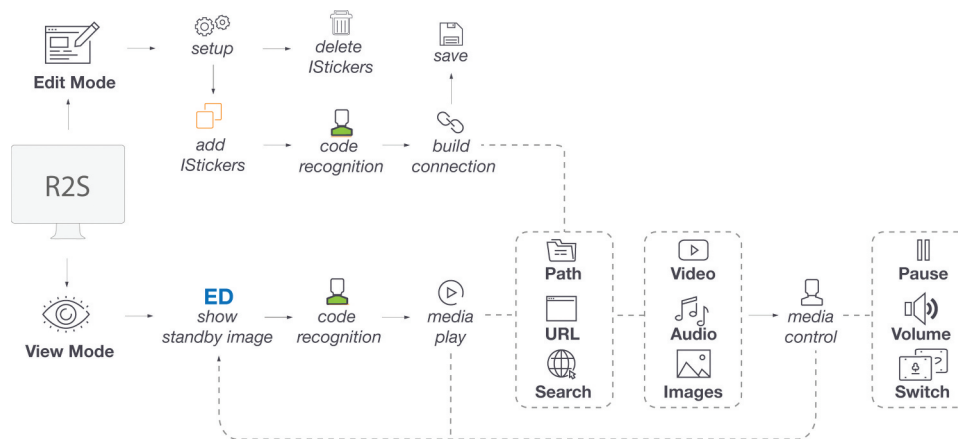 Edit Mode
setup
delete
IStickers
save
add
IStickers
code
recognition
build
connection
R2S
View Mode
ED
show
standby image
code
recognition
media
play
Path
URL
Search
Video
Audio
Images
media
control
Pause
Volume
Switch